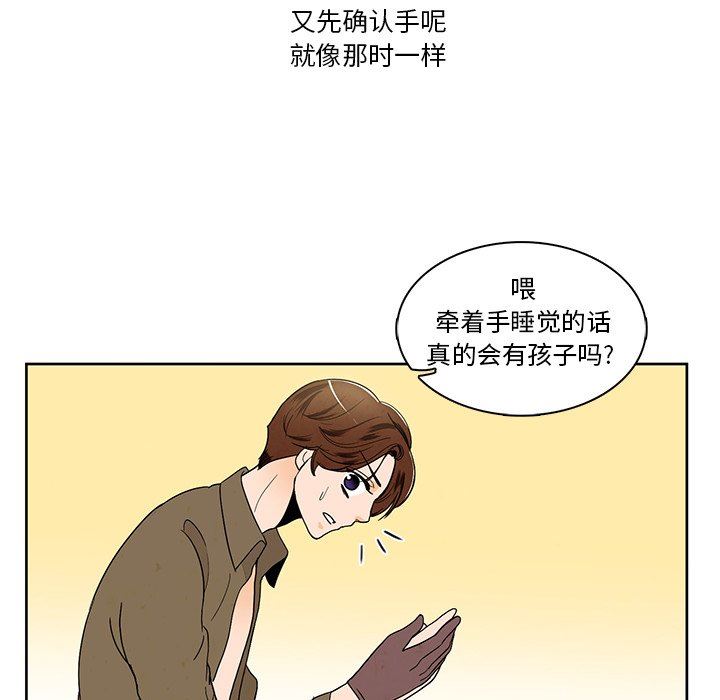 又先确认手呢
就像那时一样
喂
牵着手睡觉的话
真的会有孩子吗?